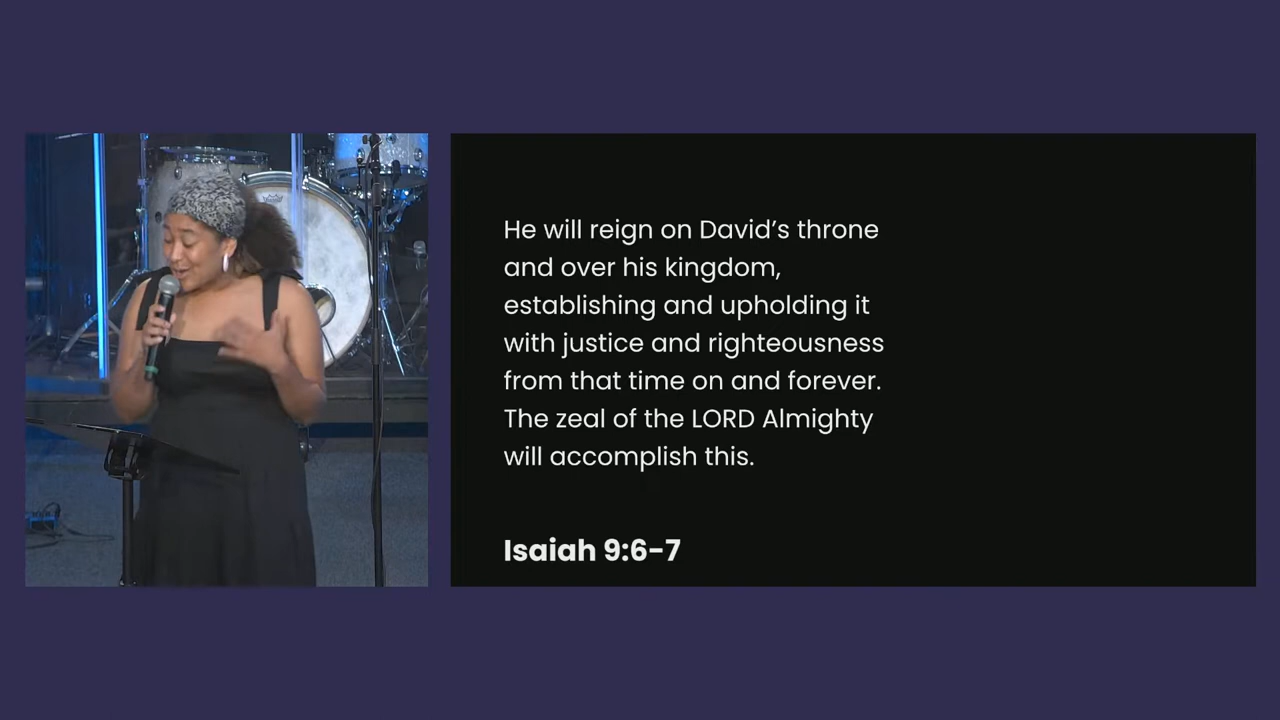 He will reign on David’s throne
and over his kingdom,
establishing and upholding it
with justice and righteousness
from that time on and forever.
The zeal of the LORD Almighty
will accomplish this.
Isaiah 9:6-7